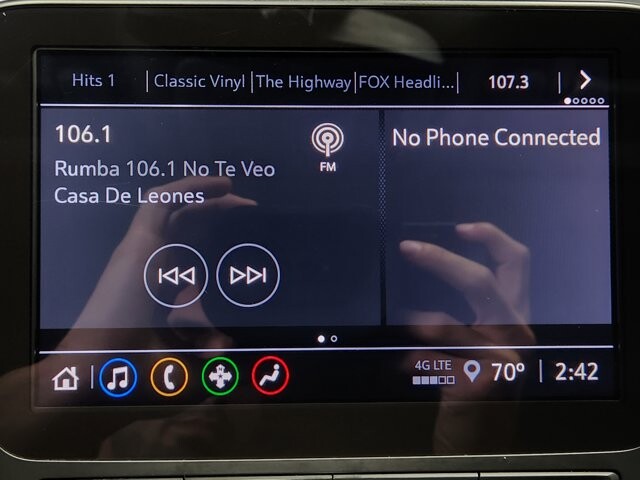 Hits 1 Classic Vinyl The Highway FOX Headli... 107.3
106.1
FM
Rumba 106.1 No Te Veo
Casa De Leones
No Phone Connected
4G LTE
70° 2:42